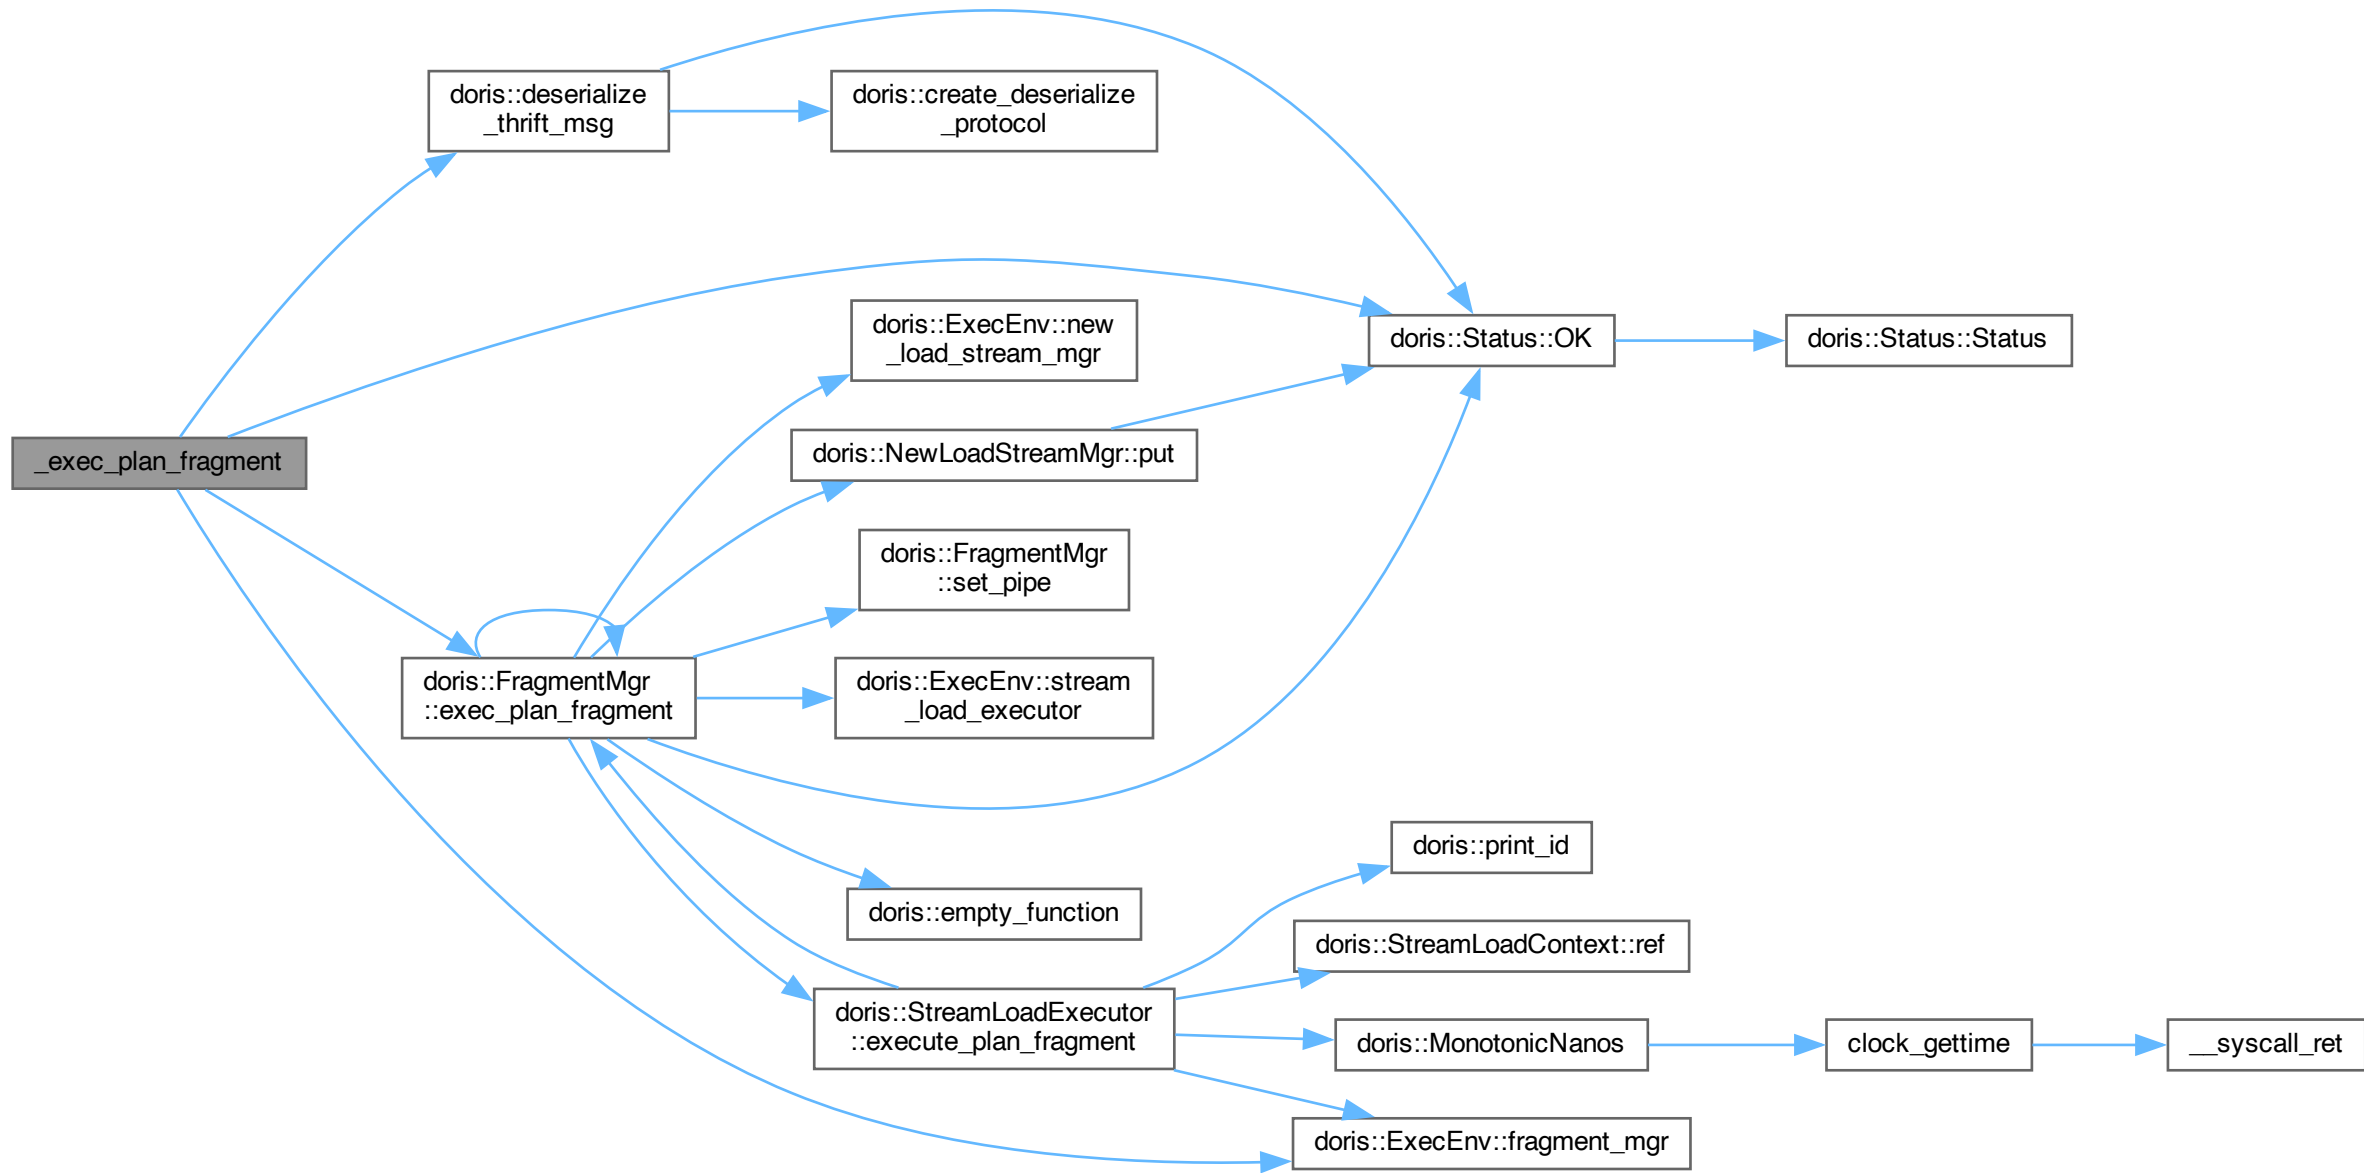 doris::deserialize
_thrift_msg
doris::create_deserialize
_protocol
doris::ExecEnv::new
_load_stream_mgr
doris::Status::OK
doris::Status::Status
_exec_plan_fragment
doris::NewLoadStreamMgr::put
doris::FragmentMgr
::set_pipe
doris::FragmentMgr
::exec_plan_fragment
doris::ExecEnv::stream
_load_executor
doris::print_id
doris::empty_function
doris::StreamLoadContext::ref
doris::StreamLoadExecutor
::execute_plan_fragment
doris::MonotonicNanos
clock_gettime
__syscall_ret
doris::ExecEnv::fragment_mgr